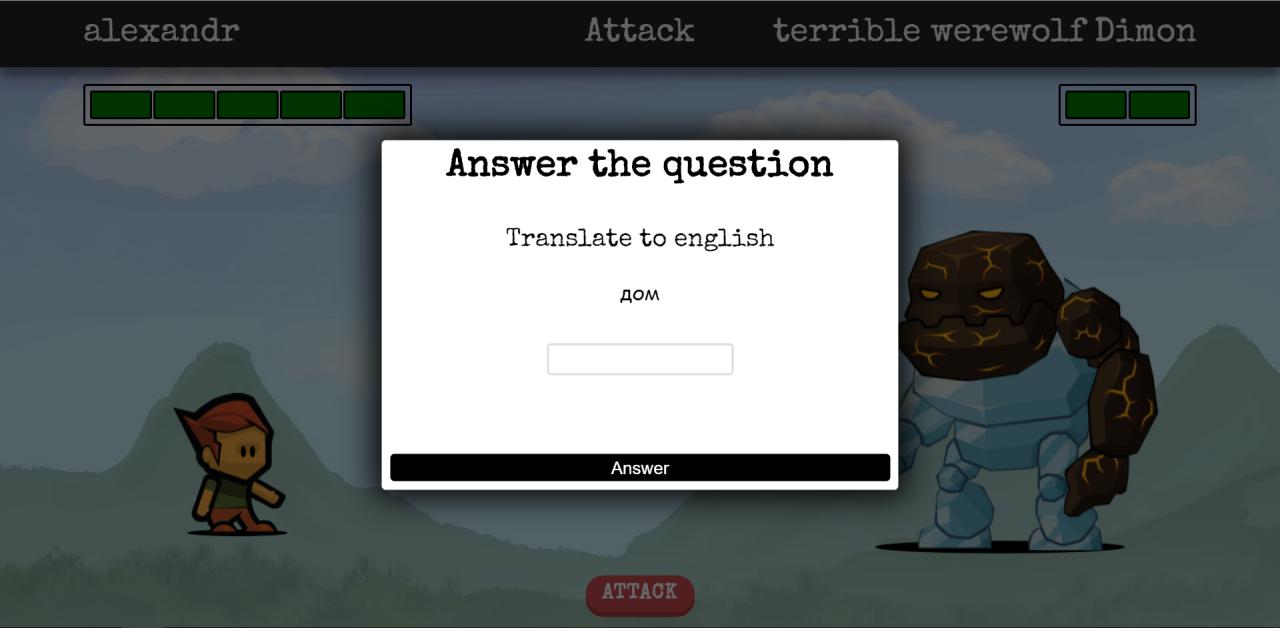 alexandr
Attack
terrible werewolf Dimon
Answer the question
Translate to english
дом
Answer
ATTACK